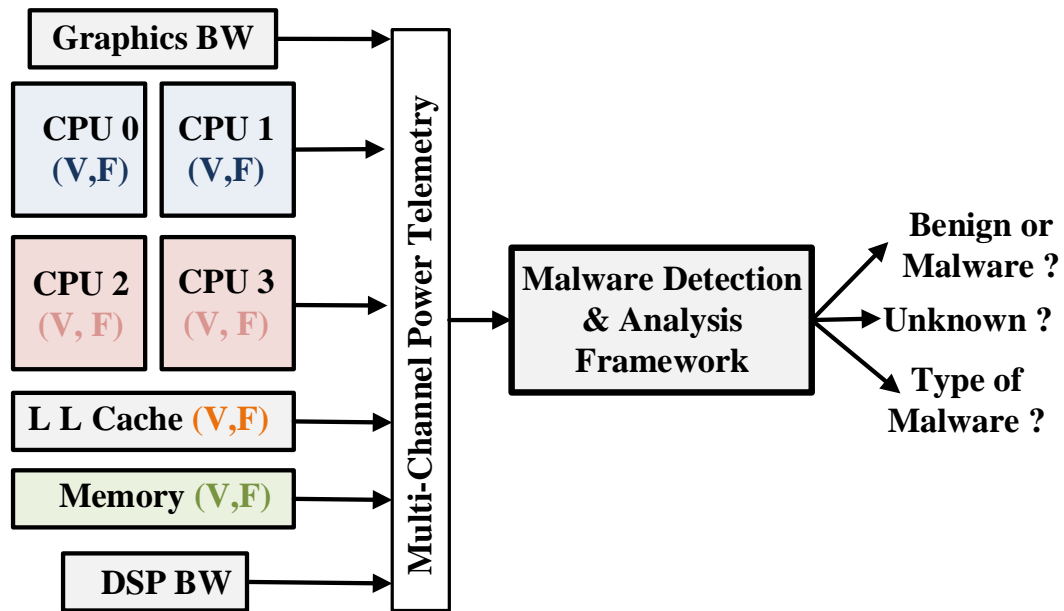 Graphics BW
CPU 0
(V,F)
CPU 1
(V,F)
CPU 2
(V, F)
CPU 3
(V, F)
L L Cache (V,F)
Memory (V,F)
DSP BW
Multi-Channel Power Telemetry
Malware Detection
& Analysis
Framework
Benign or
Malware ?
Unknown ?
Type of
Malware ?